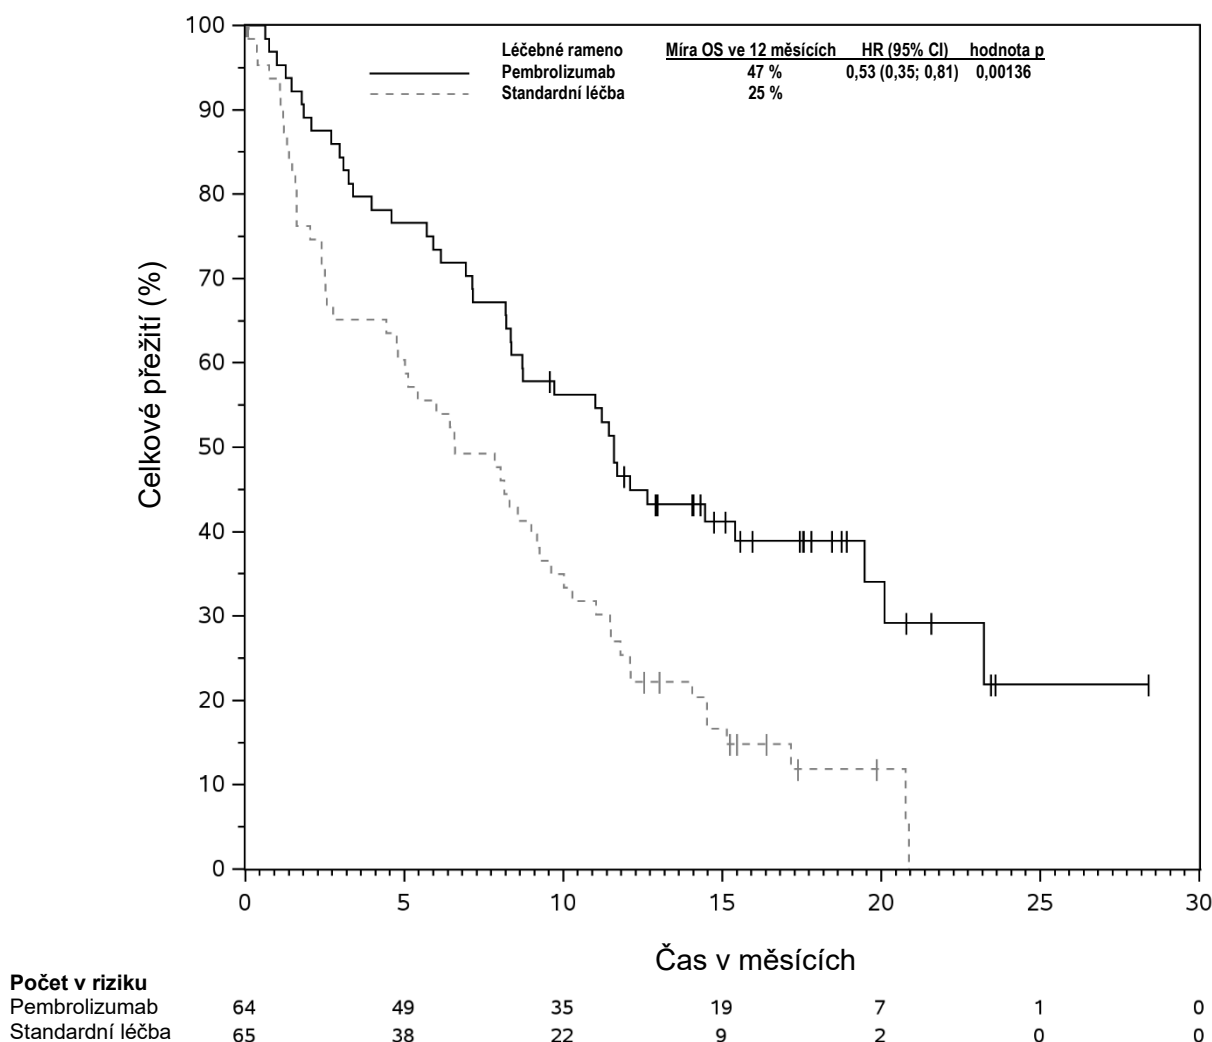 Léčebné rameno Míra OS ve 12 měsících HR (95% CI) hodnota p
Pembrolizumab 47 % 0,53 (0,35; 0,81) 0,00136
Standardní léčba 25 %
100
90
80
70
60
50
40
30
20
10
0
Celkové přežití (%)
0 5 10 15 20 25 30
Čas v měsících
Počet v riziku
Pembrolizumab 64 49 35 19 7 1 0
Standardní léčba 65 38 22 9 2 0 0